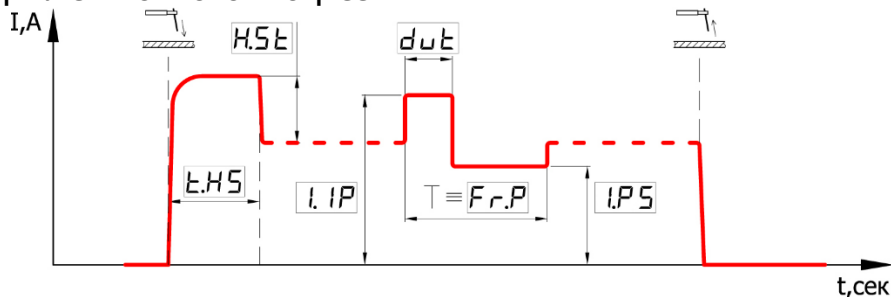 I,A
H.St
dut
t.HS
I.IP
T ≡ Fr.P
I.PS
t,сек